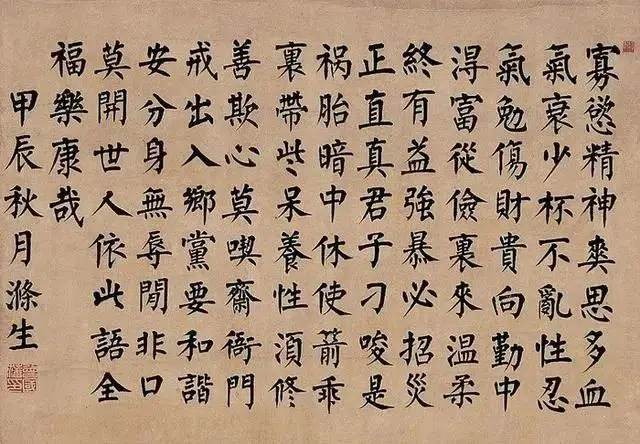 寡慾精神爽思多血
氣衰少杯不亂性忍
氣勉傷財貴向勤中
淂富從儉裏來温柔
終有益強暴必招災
正直真君子刁唆是
祸胎暗中休使箭乖
裏帶些呆養性須修
善欺心莫喫齋衙門
戒出入鄉黨要和諧
安分身無辱閒非口
莫開世人依此語全
福樂康哉
甲辰秋月滌生